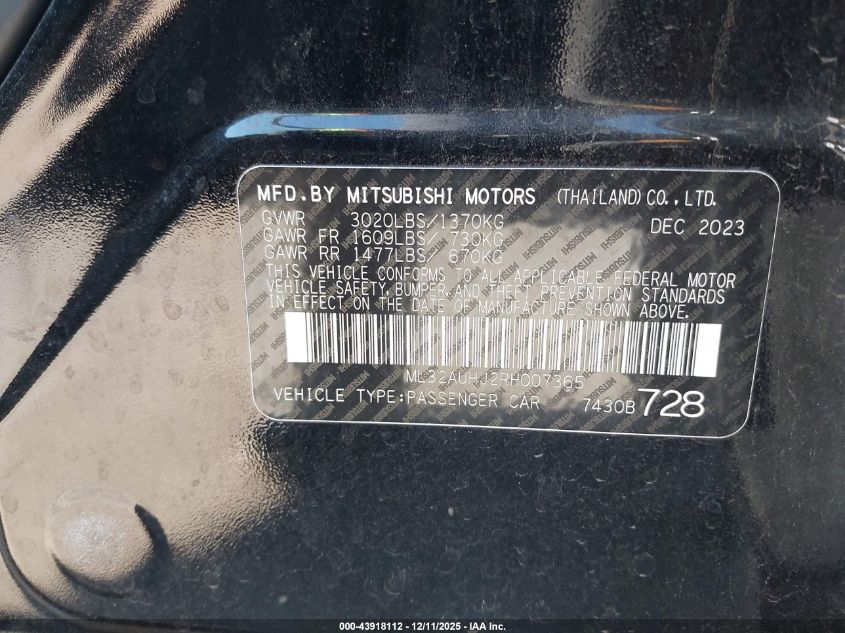 MFD.BY MITSUBISHI MOTORS (THAILAND)CO.,LTD.
GVWR 3020LBS/1370KG DEC 2023
GAWR FR 1609LBS/ 730KG
GAWR RR 1477LBS/ 670KG
THIS VEHICLE CONFORMS TO ALL APPLICABLE FEDERAL MOTOR
VEHICLE SAFETY, BUMPER, AND THEFT PREVENTION STANDARDS
IN EFFECT ON THE DATE OF MANUFACTURE SHOWN ABOVE.
ML32AUHJ2RH007365
VEHICLE TYPE:PASSENGER CAR 7430B 728
000-43918112 - 12/11/2025 - IAA Inc.